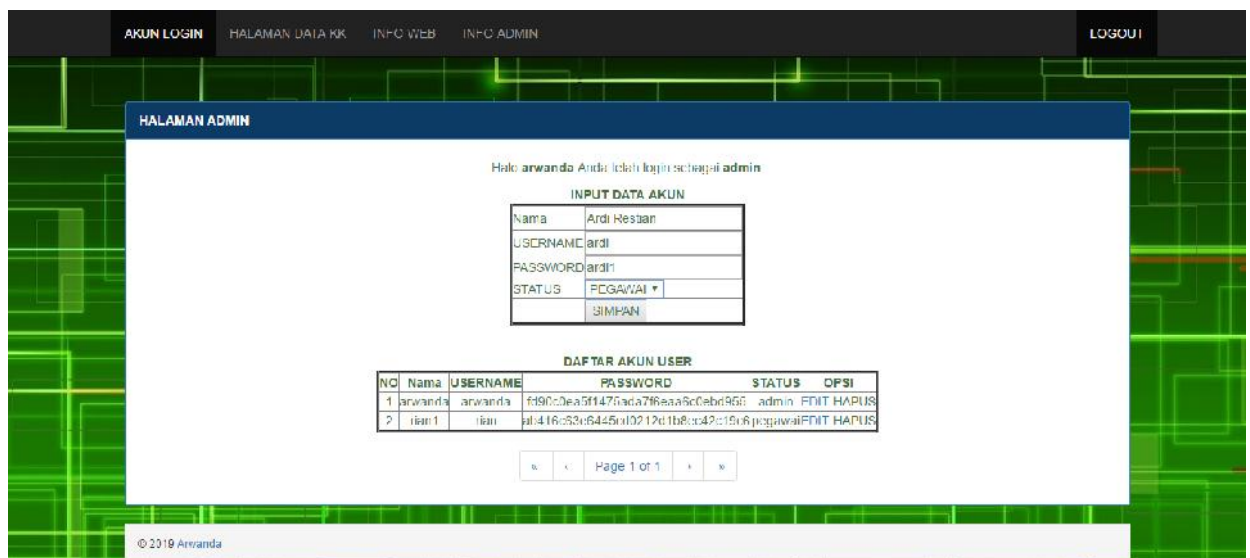 AKUN LOGIN HALAMAN DATA KK INFO WEB INFO ADMIN LOGOUT
HALAMAN ADMIN
Halo arwanda Anda telah login sebagai admin
INPUT DATA AKUN
Nama Ardi Restian
USERNAME ardi
PASSWORD ardi1
STATUS PEGAWAI
SIMPAN
DAFTAR AKUN USER
NO Nama USERNAME PASSWORD STATUS OPSI
1 arwanda arwanda admin EDIT HAPUS
2 rian1 rian pegawai EDIT HAPUS
« ‹ Page 1 of 1 › »
© 2019 Arwanda